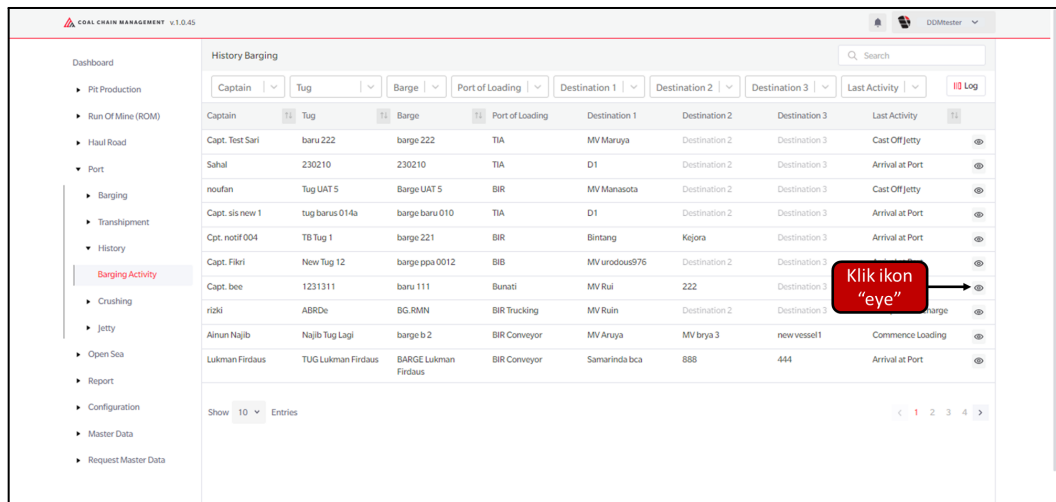 COAL CHAIN MANAGEMENT v.1.0.45
DDMtester
Dashboard
Pit Production
Run Of Mine (ROM)
Haul Road
Port
Barging
Transhipment
History
Barging Activity
Crushing
Jetty
Open Sea
Report
Configuration
Master Data
Request Master Data
History Barging
Search
Captain Tug Barge Port of Loading Destination 1 Destination 2 Destination 3 Last Activity Log
Captain Tug Barge Port of Loading Destination 1 Destination 2 Destination 3 Last Activity
Capt. Test Sari baru 222 barge 222 TIA MV Maruya Destination 2 Destination 3 Cast Off Jetty
Sahal 230210 230210 TIA D1 Destination 2 Destination 3 Arrival at Port
noufan Tug UAT 5 Barge UAT 5 BIR MV Manasota Destination 2 Destination 3 Cast Off Jetty
Capt. sis new 1 tug barus 014a barge baru 010 TIA D1 Destination 2 Destination 3 Arrival at Port
Cpt. notif 004 TB Tug 1 barge 221 BIR Bintang Kejora Destination 3 Arrival at Port
Capt. Fikri New Tug 12 barge ppa 0012 BIB MV urodous976 Destination 2 Destination 3
Capt. bee 1231311 baru 111 Bunati MV Rui 222 Destination 3
rizki ABRDe BG.RMN BIR Trucking MV Ruin Destination 2 Destination 3
Ainun Najib Najib Tug Lagi barge b 2 BIR Conveyor MV Aruya MV brya 3 new vessel1 Commence Loading
Lukman Firdaus TUG Lukman Firdaus BARGE Lukman BIR Conveyor Samarinda bca 888 444 Arrival at Port
Firdaus
Klik ikon
"eye"
Show 10 Entries
1 2 3 4